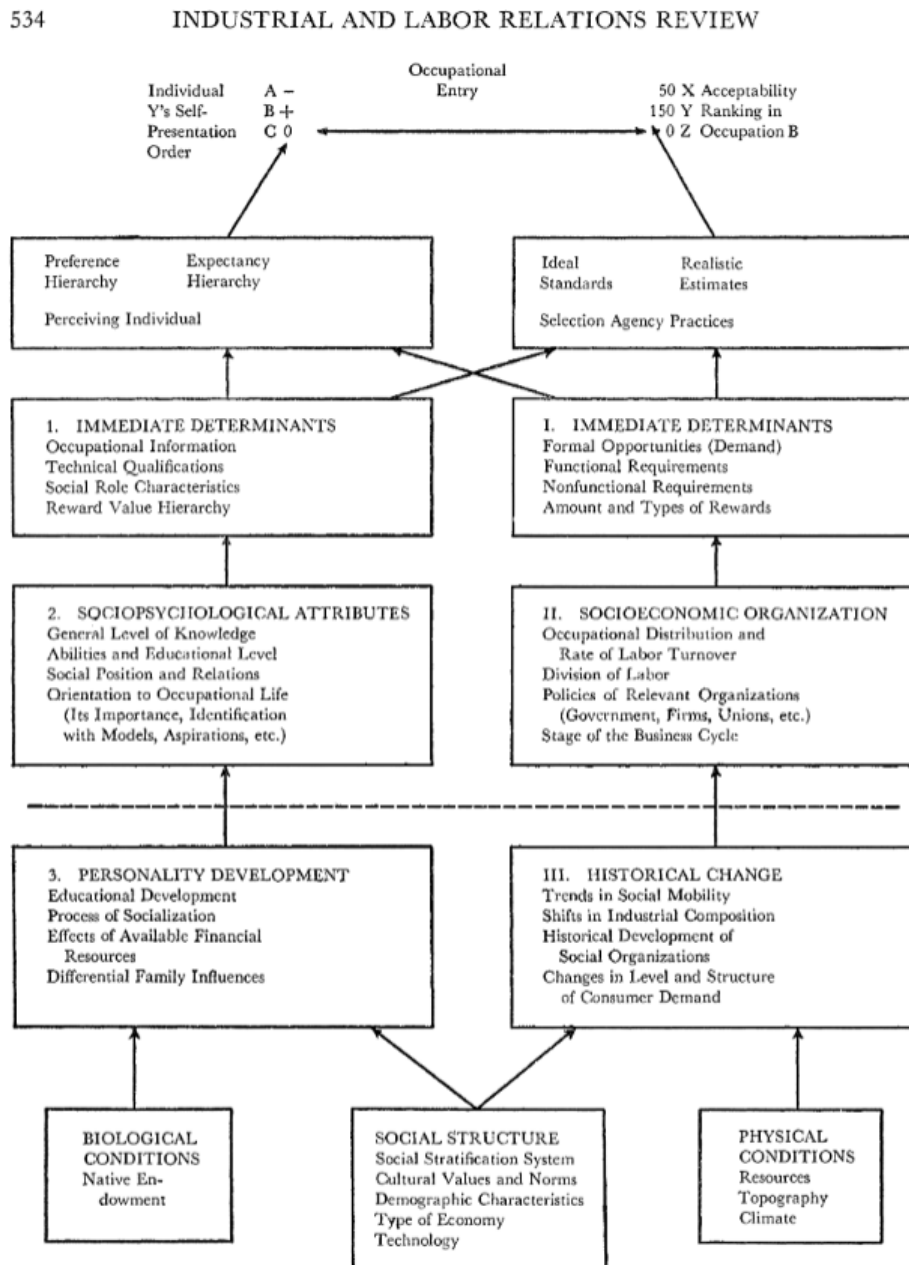 534 INDUSTRIAL AND LABOR RELATIONS REVIEW
Occupational
Entry
Individual A –
Y's Self- B +
Presentation C 0
Order
50 X Acceptability
150 Y Ranking in
0 Z Occupation B
Preference Expectancy
Hierarchy Hierarchy
Perceiving Individual
Ideal Realistic
Standards Estimates
Selection Agency Practices
1. IMMEDIATE DETERMINANTS
Occupational Information
Technical Qualifications
Social Role Characteristics
Reward Value Hierarchy
I. IMMEDIATE DETERMINANTS
Formal Opportunities (Demand)
Functional Requirements
Nonfunctional Requirements
Amount and Types of Rewards
2. SOCIOPSYCHOLOGICAL ATTRIBUTES
General Level of Knowledge
Abilities and Educational Level
Social Position and Relations
Orientation to Occupational Life
(Its Importance, Identification
with Models, Aspirations, etc.)
II. SOCIOECONOMIC ORGANIZATION
Occupational Distribution and
Rate of Labor Turnover
Division of Labor
Policies of Relevant Organizations
(Government, Firms, Unions, etc.)
Stage of the Business Cycle
3. PERSONALITY DEVELOPMENT
Educational Development
Process of Socialization
Effects of Available Financial
Resources
Differential Family Influences
III. HISTORICAL CHANGE
Trends in Social Mobility
Shifts in Industrial Composition
Historical Development of
Social Organizations
Changes in Level and Structure
of Consumer Demand
BIOLOGICAL
CONDITIONS
Native En-
dowment
SOCIAL STRUCTURE
Social Stratification System
Cultural Values and Norms
Demographic Characteristics
Type of Economy
Technology
PHYSICAL
CONDITIONS
Resources
Topography
Climate